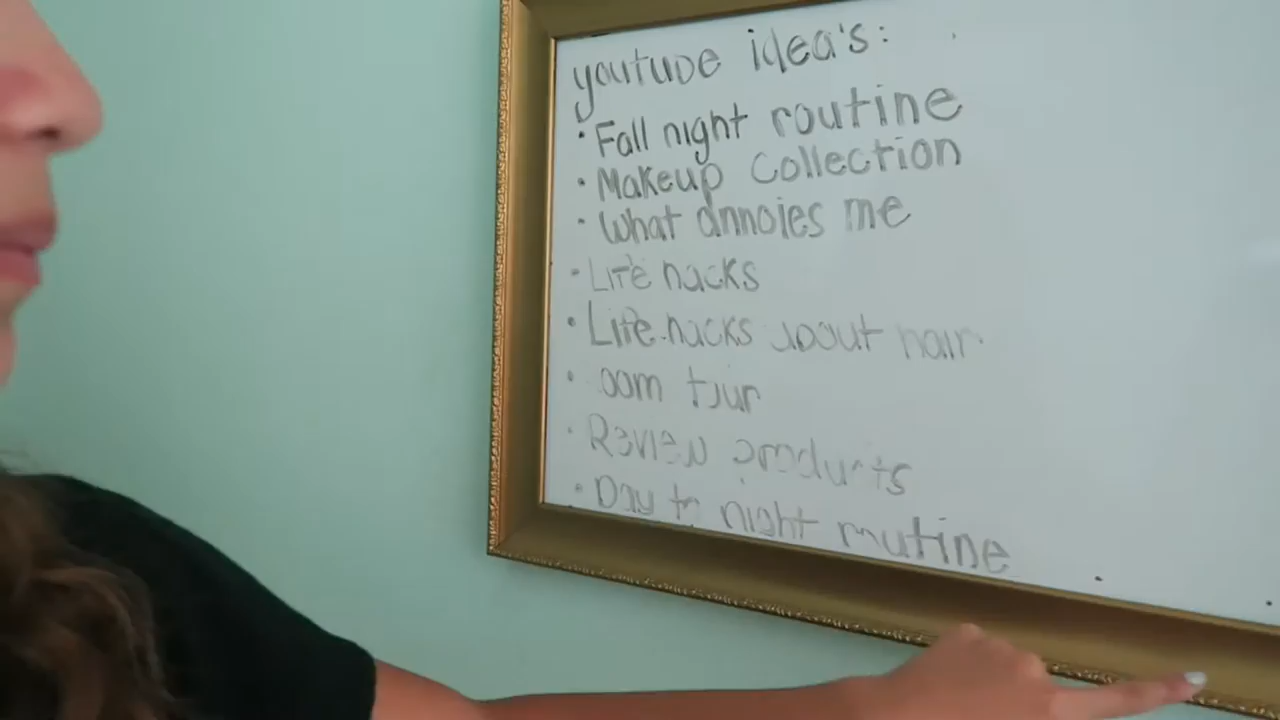 youtube idea's:
• Fall night routine
• Makeup Collection
• What annoies me
• Life hacks
• Life hacks about hair
• oom tour
• Review products
• Day to night routine